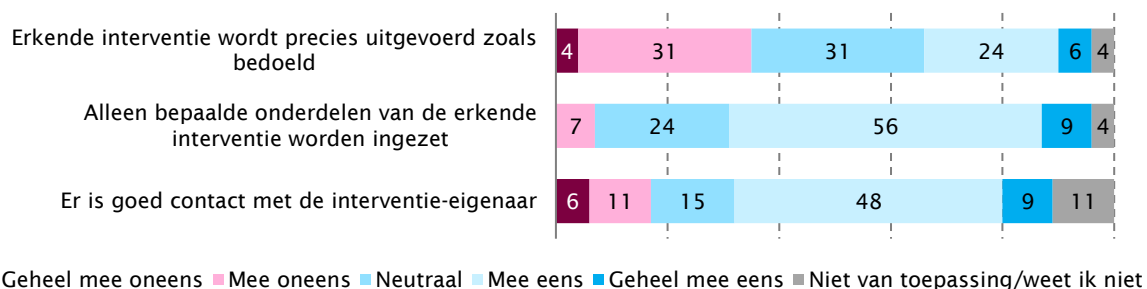 Erkende interventie wordt precies uitgevoerd zoals
bedoeld
4 31 31 24 6 4
Alleen bepaalde onderdelen van de erkende
interventie worden ingezet
7 24 56 9 4
Er is goed contact met de interventie-eigenaar
6 11 15 48 9 11
Geheel mee oneens Mee oneens Neutraal Mee eens Geheel mee eens Niet van toepassing/weet ik niet